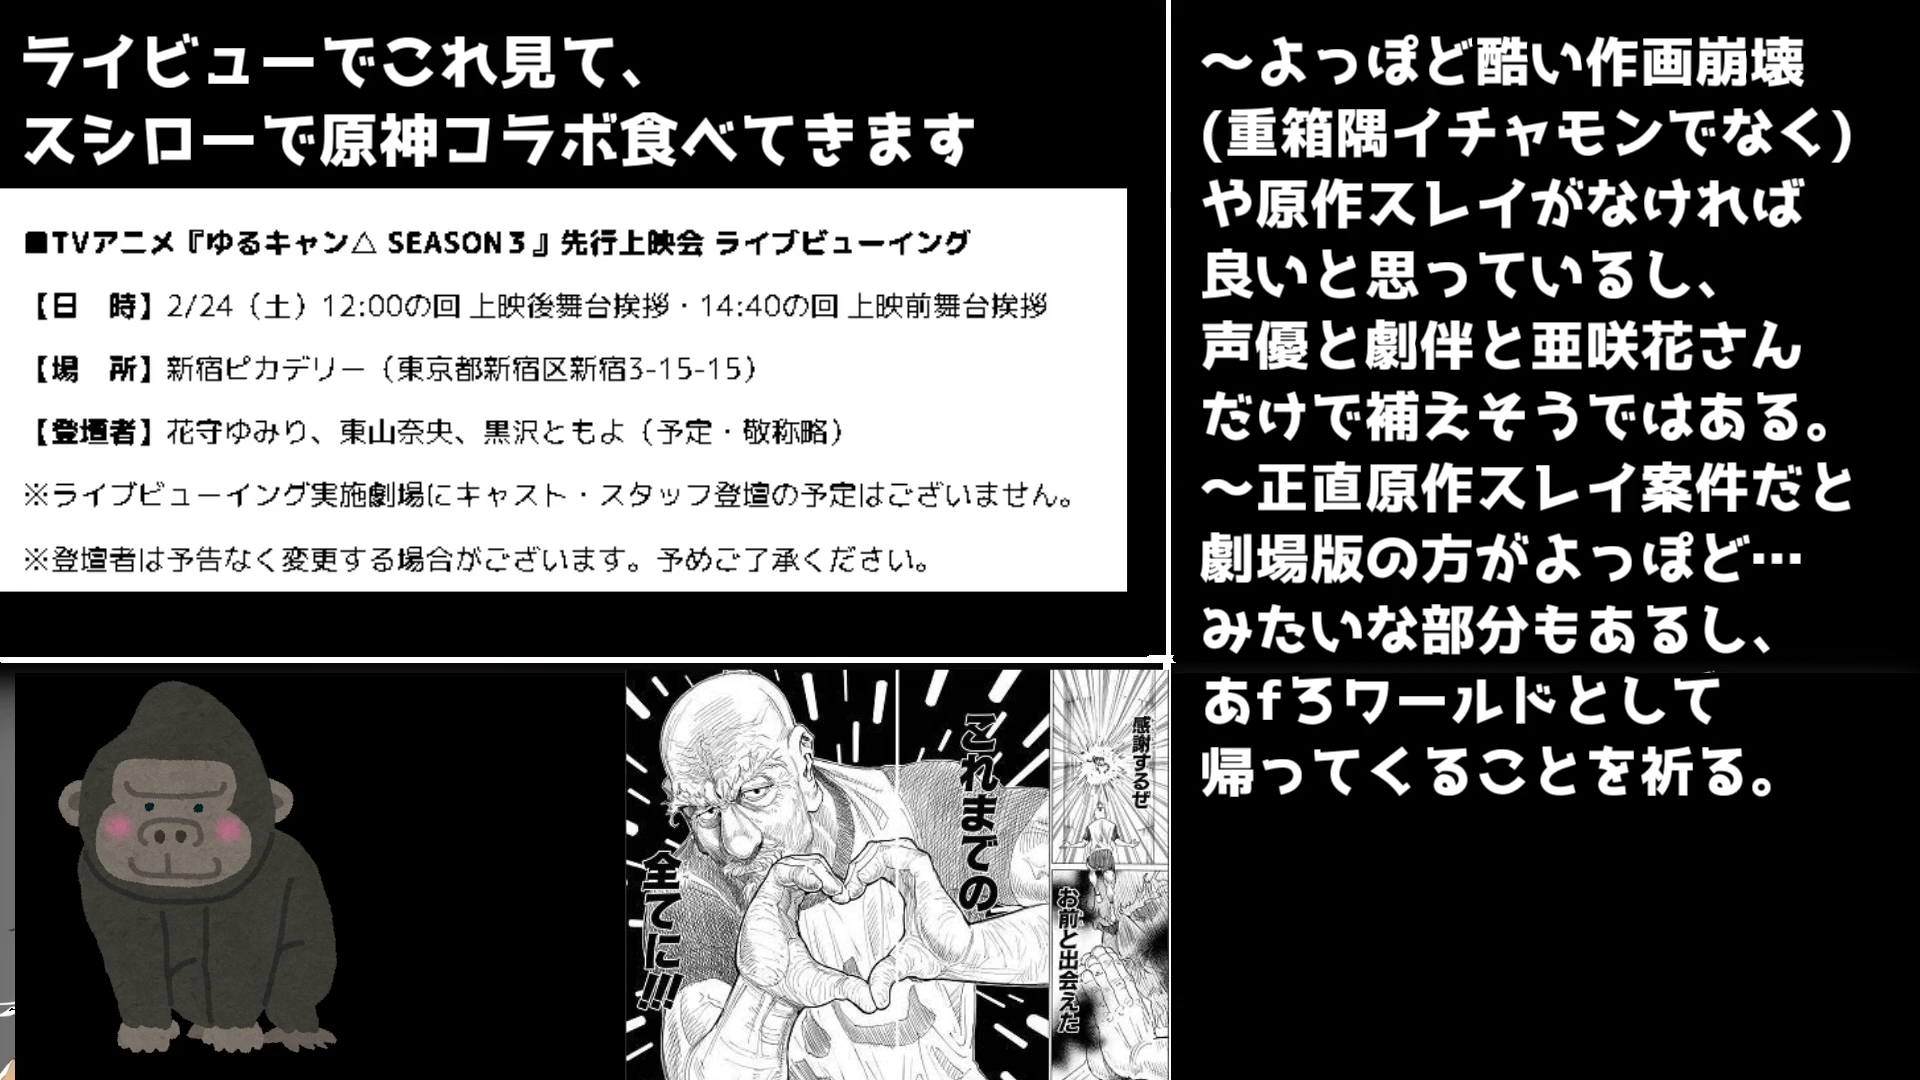 ライビューでこれ見て、
スシローで原神コラボ食べてきます
■TVアニメ『ゆるキャン△ SEASON３』先行上映会 ライブビューイング
【日　時】2/24（土）12:00の回 上映後舞台挨拶・14:40の回 上映前舞台挨拶
【場　所】新宿ピカデリー（東京都新宿区新宿3-15-15）
【登壇者】花守ゆみり、東山奈央、黒沢ともよ（予定・敬称略）
※ライブビューイング実施劇場にキャスト・スタッフ登壇の予定はございません。
※登壇者は予告なく変更する場合がございます。予めご了承ください。
～よっぽど酷い作画崩壊
(重箱隅イチャモンでなく)
や原作スレイがなければ
良いと思っているし、
声優と劇伴と亜咲花さん
だけで補えそうではある。
～正直原作スレイ案件だと
劇場版の方がよっぽど…
みたいな部分もあるし、
あfろワールドとして
帰ってくることを祈る。
感謝するぜ
お前と出会えた
これまでの
全てに!!!